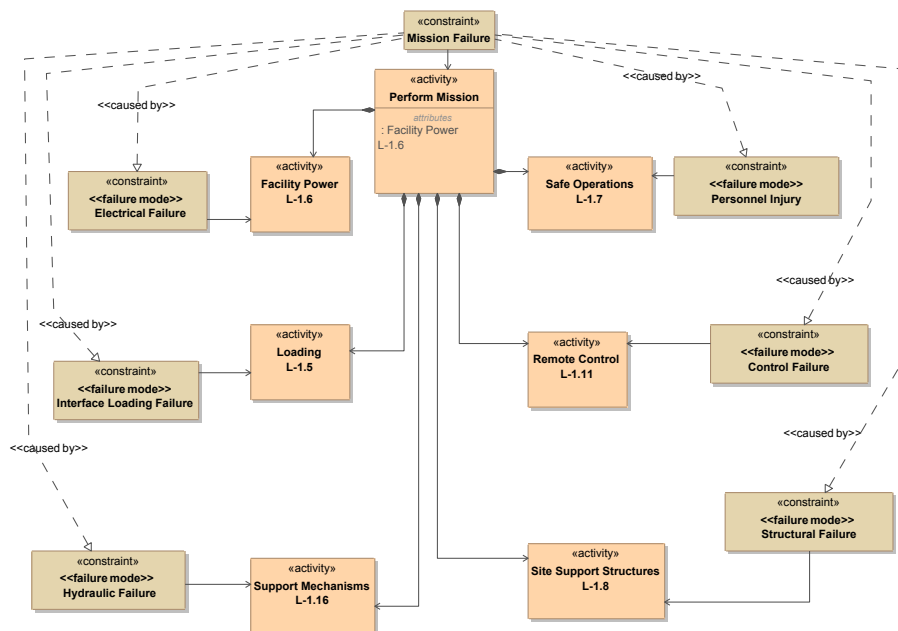 «constraint»
Mission Failure
«activity»
Perform Mission
attributes
: Facility Power
L-1.6
<<caused by>>
<<caused by>>
«constraint»
<<failure mode>>
Electrical Failure
«activity»
Facility Power
L-1.6
«activity»
Safe Operations
L-1.7
«constraint»
<<failure mode>>
Personnel Injury
<<caused by>>
<<caused by>>
«constraint»
<<failure mode>>
Interface Loading Failure
«activity»
Loading
L-1.5
«activity»
Remote Control
L-1.11
«constraint»
<<failure mode>>
Control Failure
<<caused by>>
<<caused by>>
«constraint»
<<failure mode>>
Hydraulic Failure
«activity»
Support Mechanisms
L-1.16
«activity»
Site Support Structures
L-1.8
«constraint»
<<failure mode>>
Structural Failure